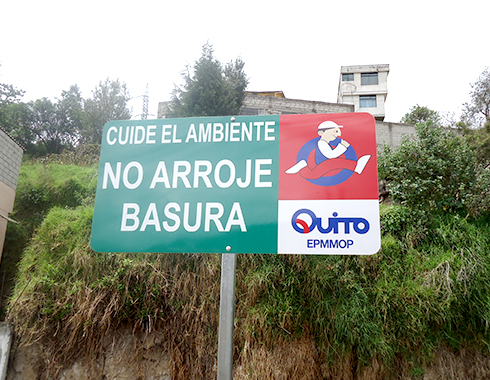 CUIDE EL AMBIENTE
NO ARROJE
BASURA
QUITO
EPMMOP